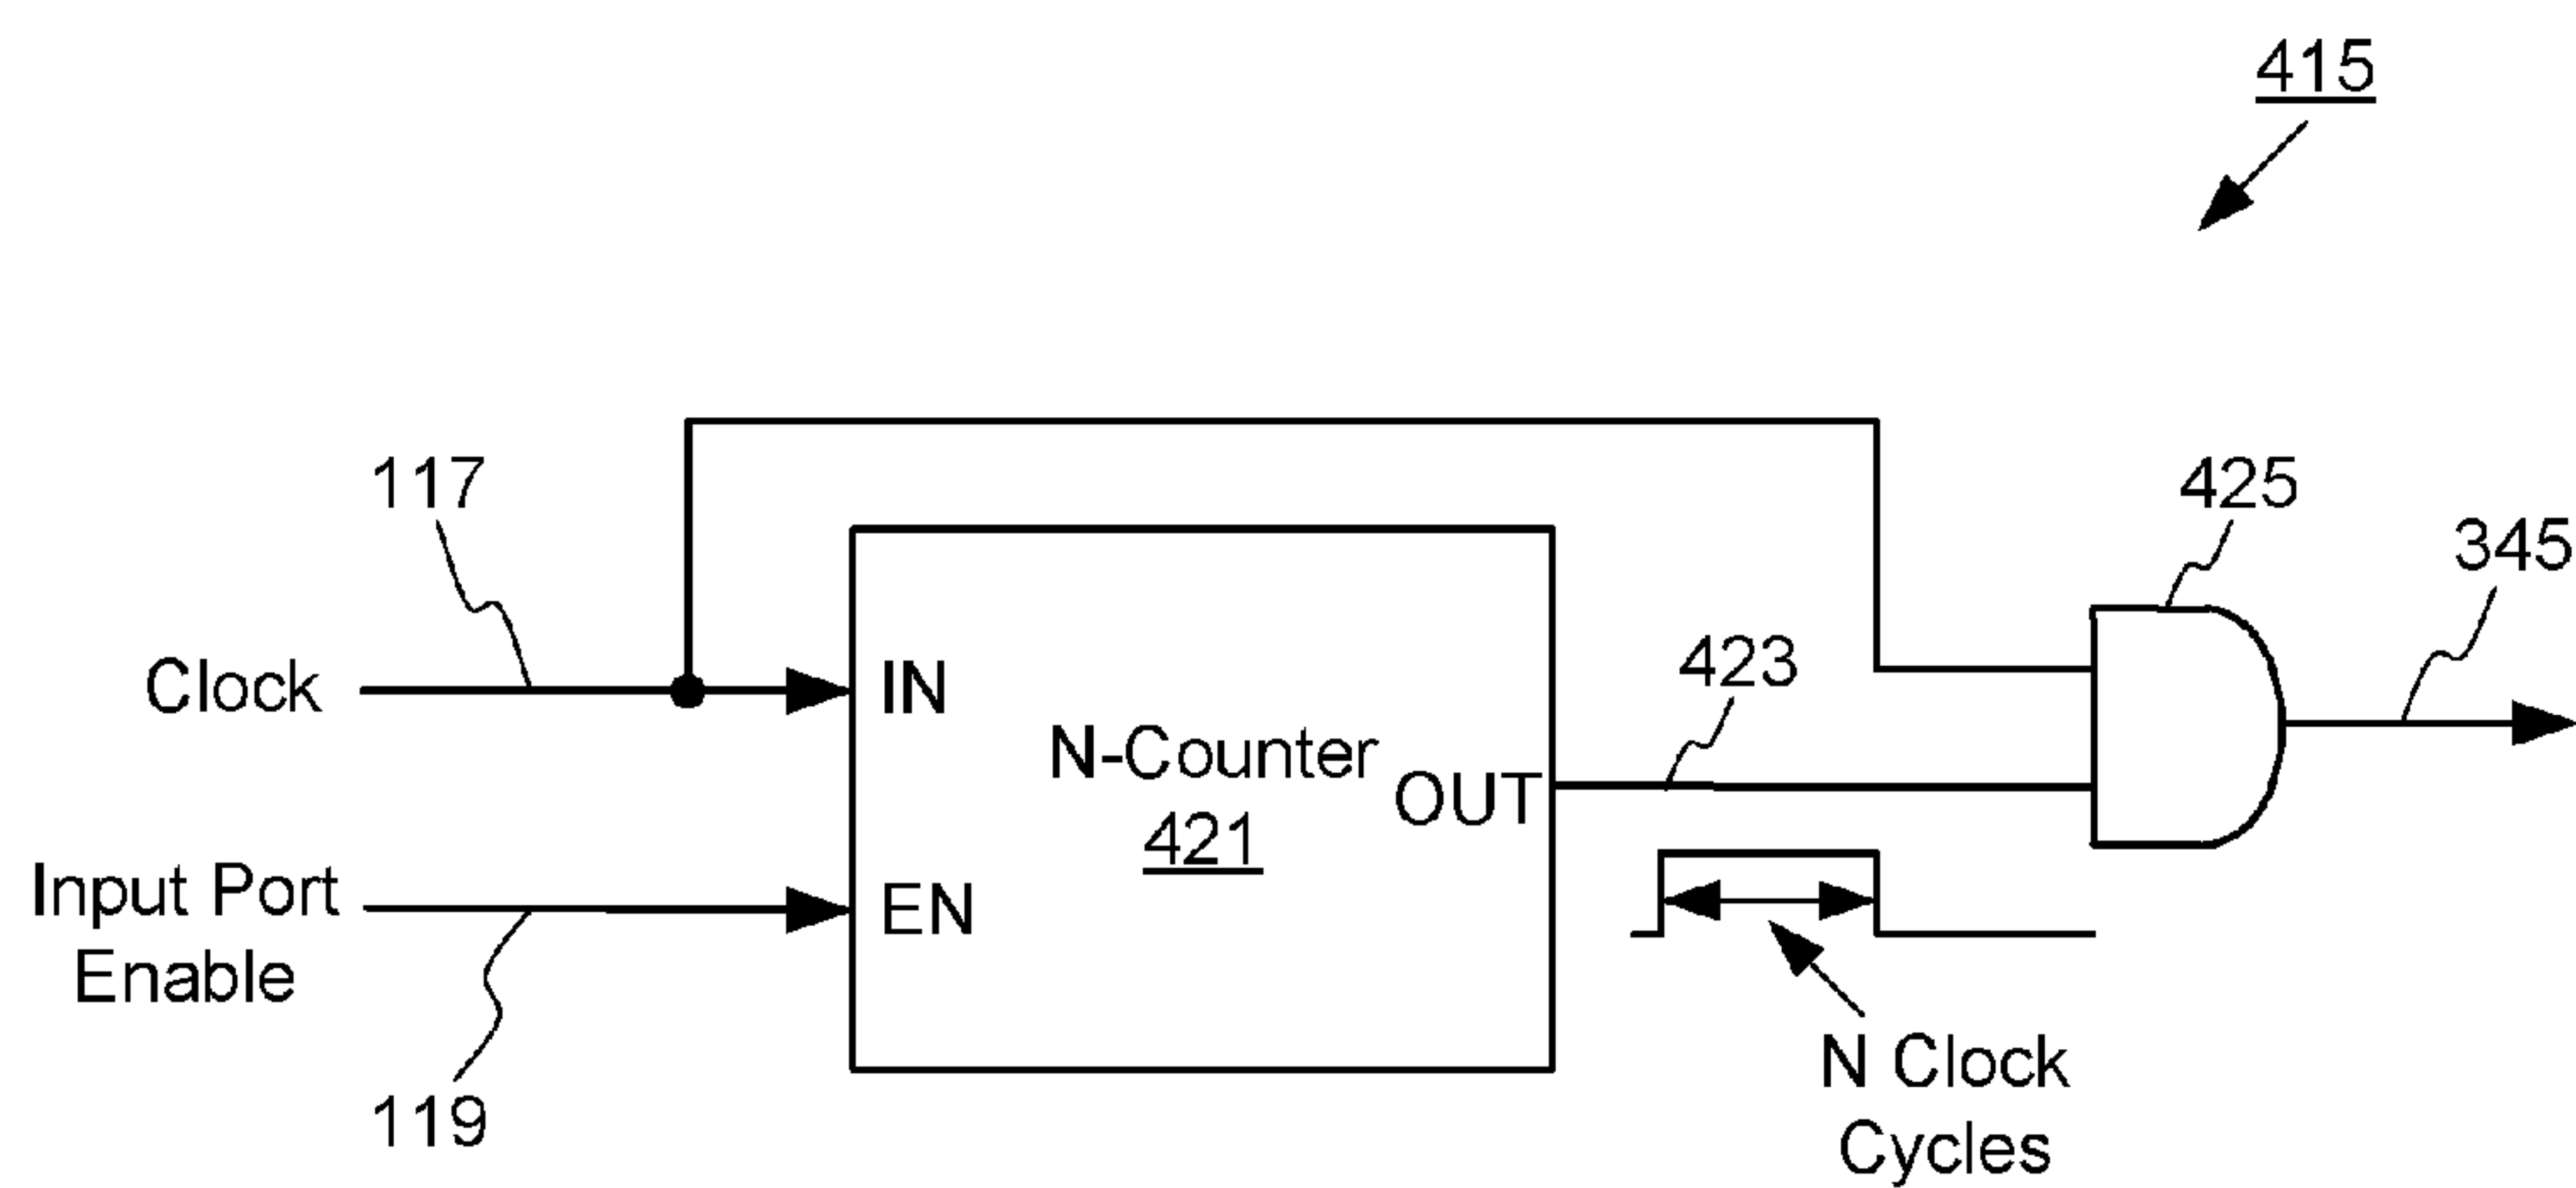 415
117
425
345
423
Clock
IN
N-Counter
OUT
421
Input Port
Enable
EN
119
N Clock
Cycles